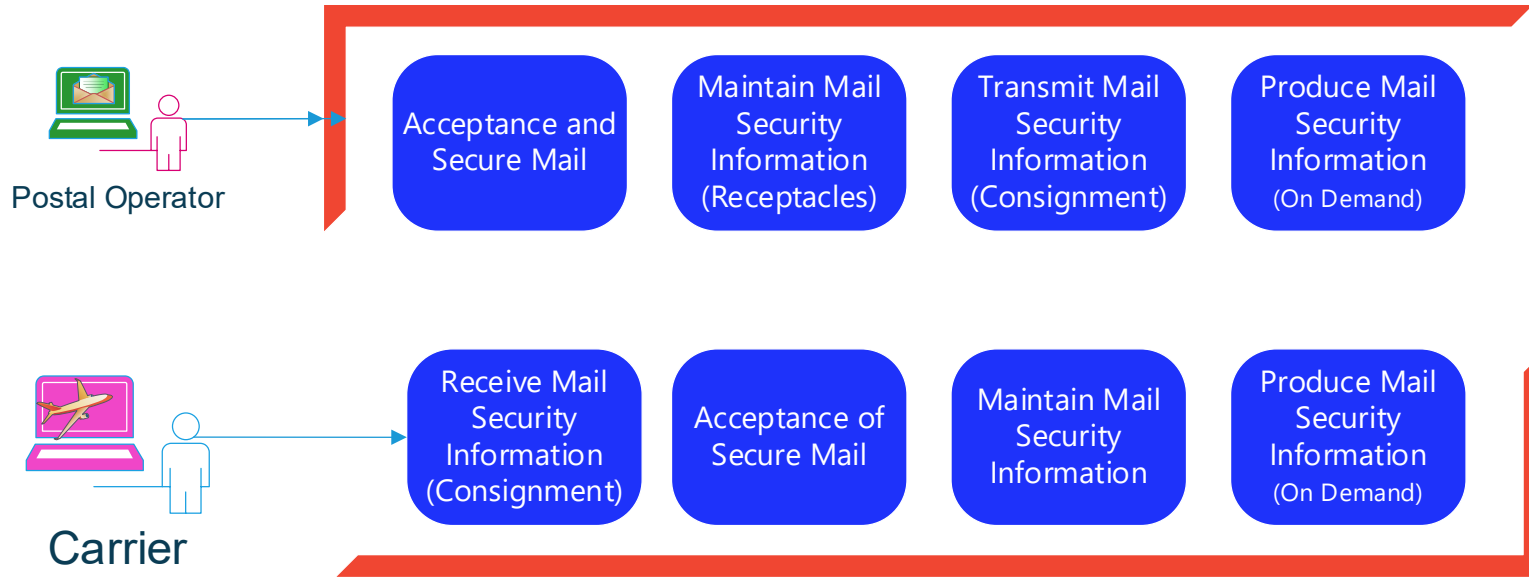 Postal Operator
Acceptance and
Secure Mail
Maintain Mail
Security
Information
(Receptacles)
Transmit Mail
Security
Information
(Consignment)
Produce Mail
Security
Information
(On Demand)
Carrier
Receive Mail
Security
Information
(Consignment)
Acceptance of
Secure Mail
Maintain Mail
Security
Information
Produce Mail
Security
Information
(On Demand)